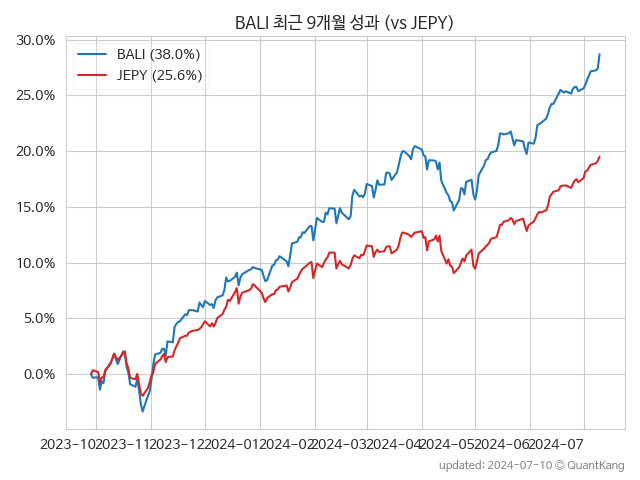 BALI 최근 9개월 성과 (vs JEPY)
BALI (38.0%)
JEPY (25.6%)
30.0%
25.0%
20.0%
15.0%
10.0%
5.0%
0.0%
2023-10 2023-11 2023-12 2024-01 2024-02 2024-03 2024-04 2024-05 2024-06 2024-07
updated: 2024-07-10 © QuantKang